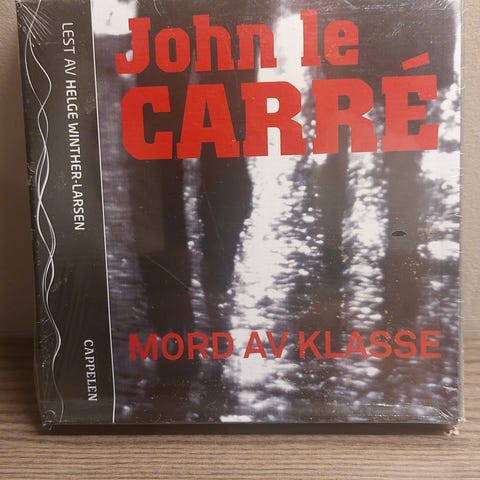 John le
CARRÉ
MORD AV KLASSE
LEST AV HELGE WINTHER-LARSEN
CAPPELEN